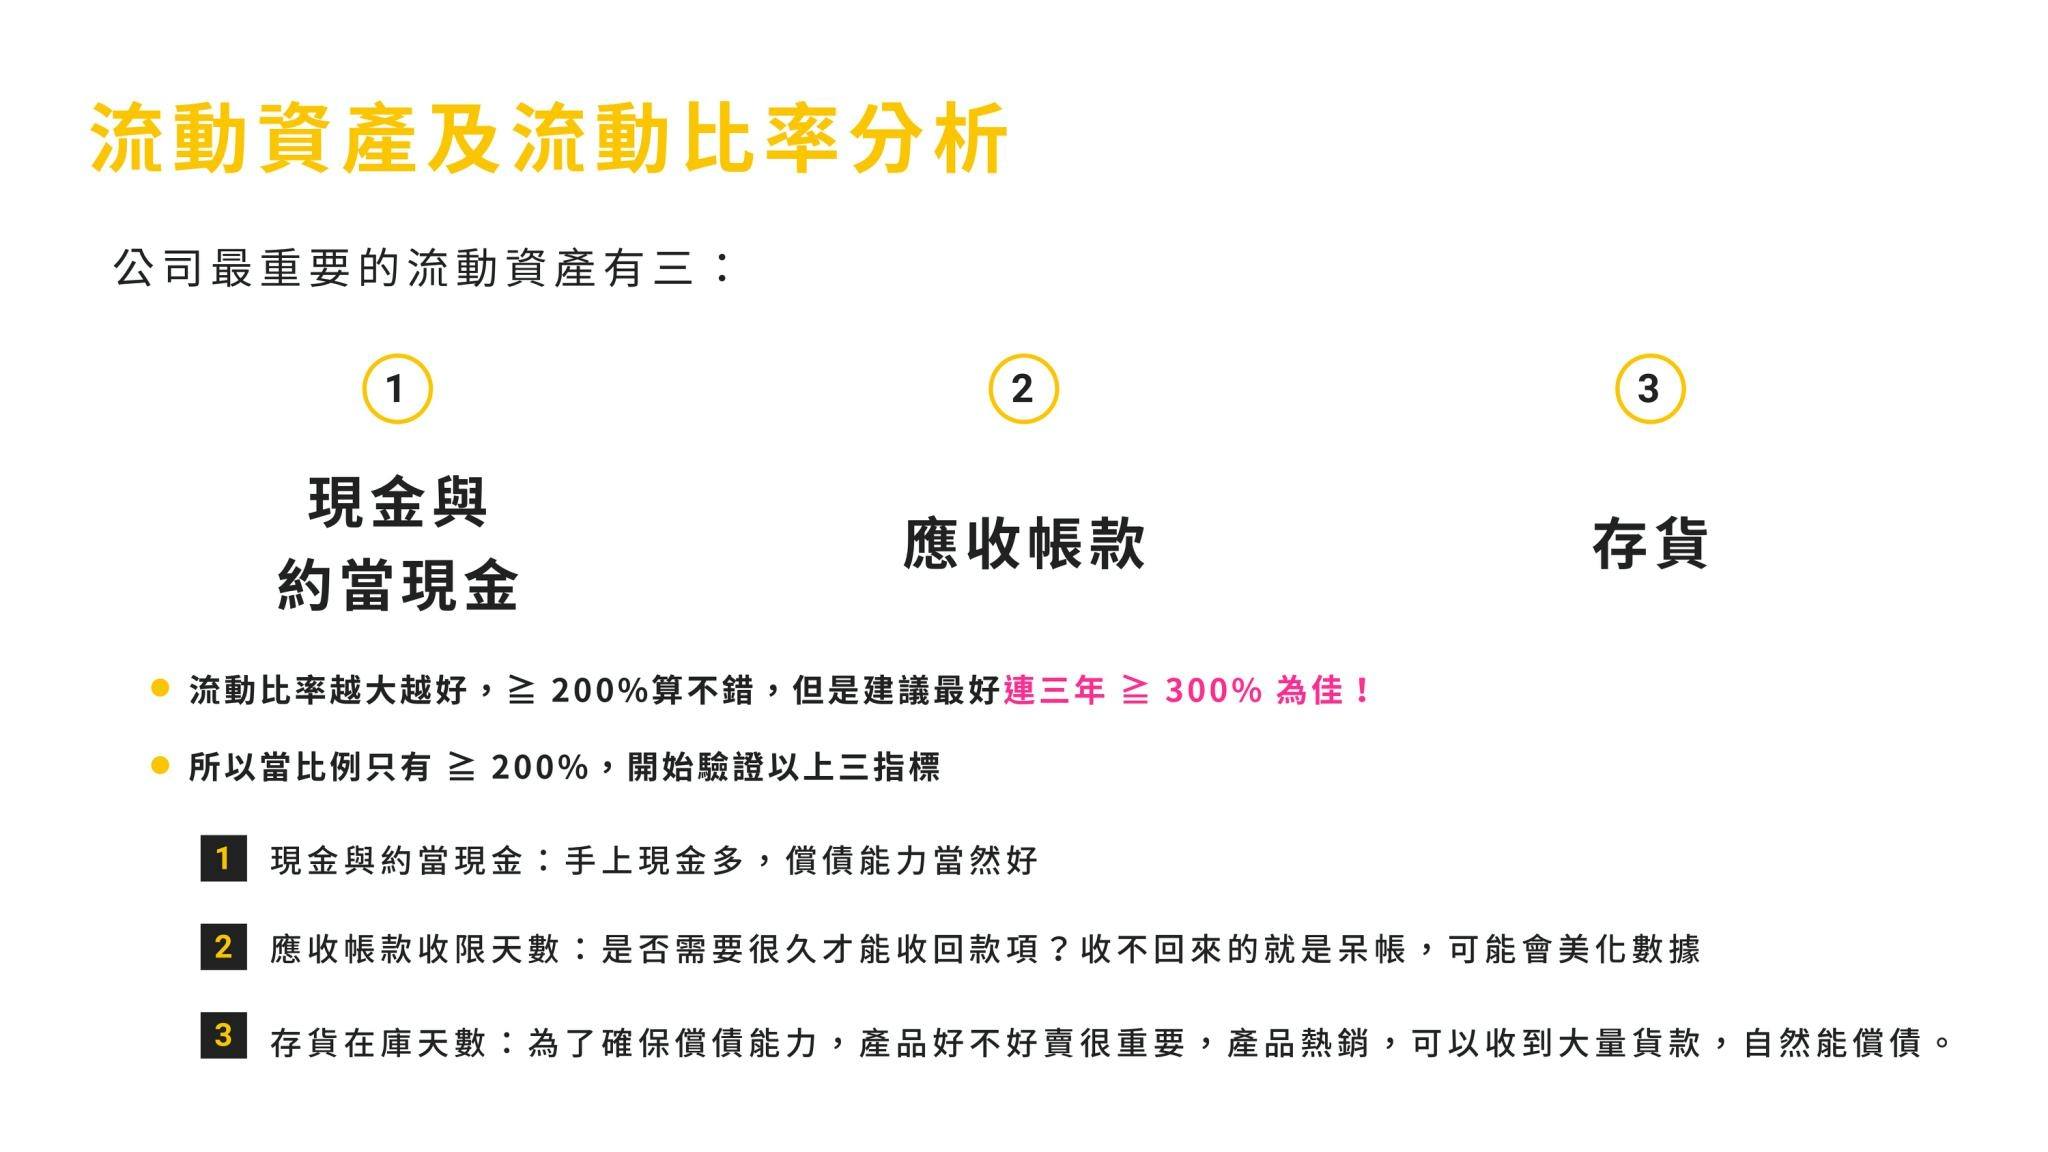 流動資產及流動比率分析
公司最重要的流動資產有三：
1
2
3
現金與
約當現金
應收帳款
存貨
流動比率越大越好，≧ 200%算不錯，但是建議最好連三年 ≧ 300% 為佳！
所以當比例只有 ≧ 200%，開始驗證以上三指標
1 現金與約當現金：手上現金多，償債能力當然好
2 應收帳款收限天數：是否需要很久才能收回款項？收不回來的就是呆帳，可能會美化數據
3 存貨在庫天數：為了確保償債能力，產品好不好賣很重要，產品熱銷，可以收到大量貨款，自然能償債。